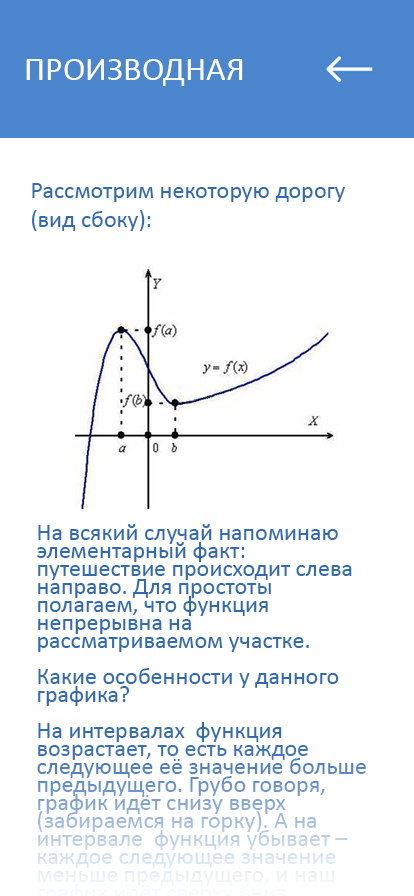 ПРОИЗВОДНАЯ
Рассмотрим некоторую дорогу
(вид сбоку):
Y
f(a)
y = f(x)
f(b)
X
a 0 b
На всякий случай напоминаю
элементарный факт:
путешествие происходит слева
направо. Для простоты
полагаем, что функция
непрерывна на
рассматриваемом участке.
Какие особенности у данного
графика?
На интервалах функция
возрастает, то есть каждое
следующее её значение больше
предыдущего. Грубо говоря,
график идёт снизу вверх
(забираемся на горку). А на
интервале функция убывает –
каждое следующее значение
меньше предыдущего, и наш
график идёт сверху вниз